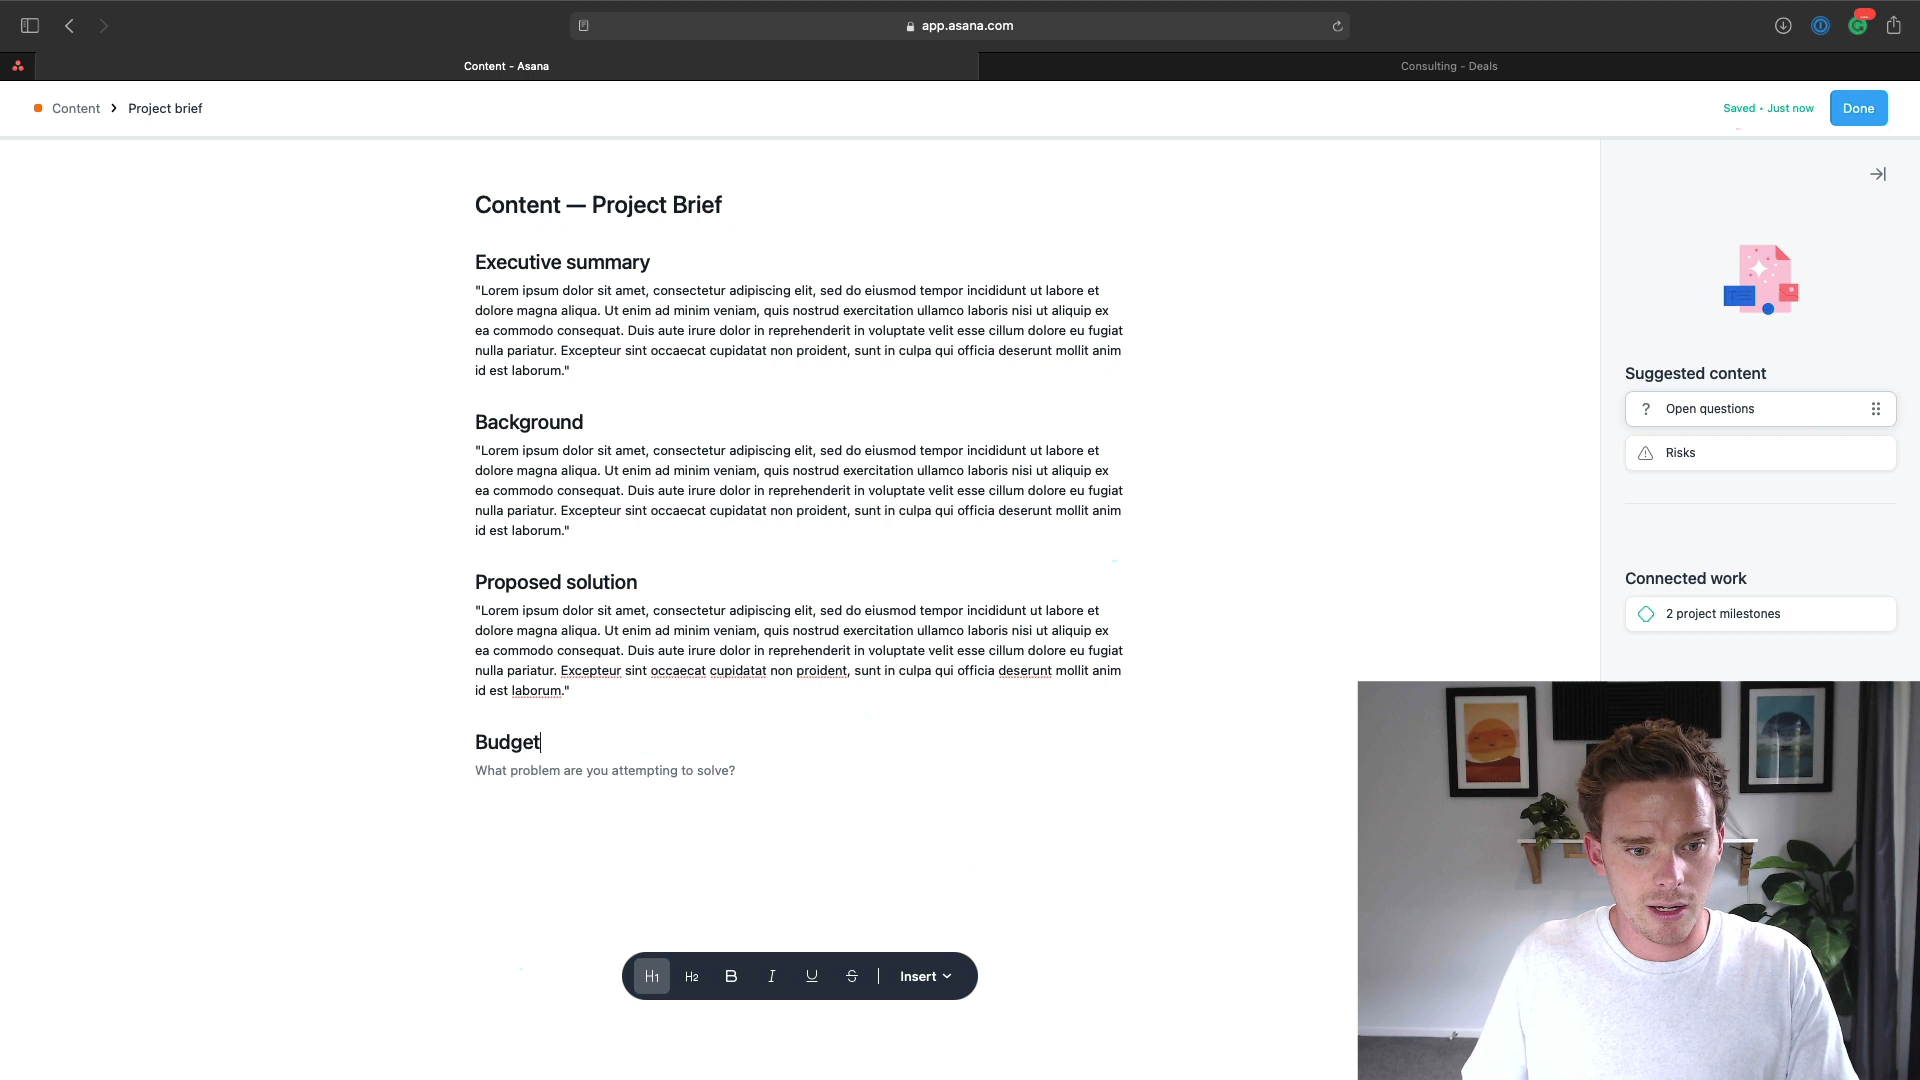 app.asana.com
Content - Asana
Consulting - Deals
Content
Project brief
Saved • Just now
Done
Content — Project Brief
Executive summary
"Lorem ipsum dolor sit amet, consectetur adipiscing elit, sed do eiusmod tempor incididunt ut labore et
dolore magna aliqua. Ut enim ad minim veniam, quis nostrud exercitation ullamco laboris nisi ut aliquip ex
ea commodo consequat. Duis aute irure dolor in reprehenderit in voluptate velit esse cillum dolore eu fugiat
nulla pariatur. Excepteur sint occaecat cupidatat non proident, sunt in culpa qui officia deserunt mollit anim
id est laborum."
Background
"Lorem ipsum dolor sit amet, consectetur adipiscing elit, sed do eiusmod tempor incididunt ut labore et
dolore magna aliqua. Ut enim ad minim veniam, quis nostrud exercitation ullamco laboris nisi ut aliquip ex
ea commodo consequat. Duis aute irure dolor in reprehenderit in voluptate velit esse cillum dolore eu fugiat
nulla pariatur. Excepteur sint occaecat cupidatat non proident, sunt in culpa qui officia deserunt mollit anim
id est laborum."
Proposed solution
"Lorem ipsum dolor sit amet, consectetur adipiscing elit, sed do eiusmod tempor incididunt ut labore et
dolore magna aliqua. Ut enim ad minim veniam, quis nostrud exercitation ullamco laboris nisi ut aliquip ex
ea commodo consequat. Duis aute irure dolor in reprehenderit in voluptate velit esse cillum dolore eu fugiat
nulla pariatur. Excepteur sint occaecat cupidatat non proident, sunt in culpa qui officia deserunt mollit anim
id est laborum."
Budget
What problem are you attempting to solve?
H1 H2 B I U S Insert
Suggested content
? Open questions
Risks
Connected work
2 project milestones